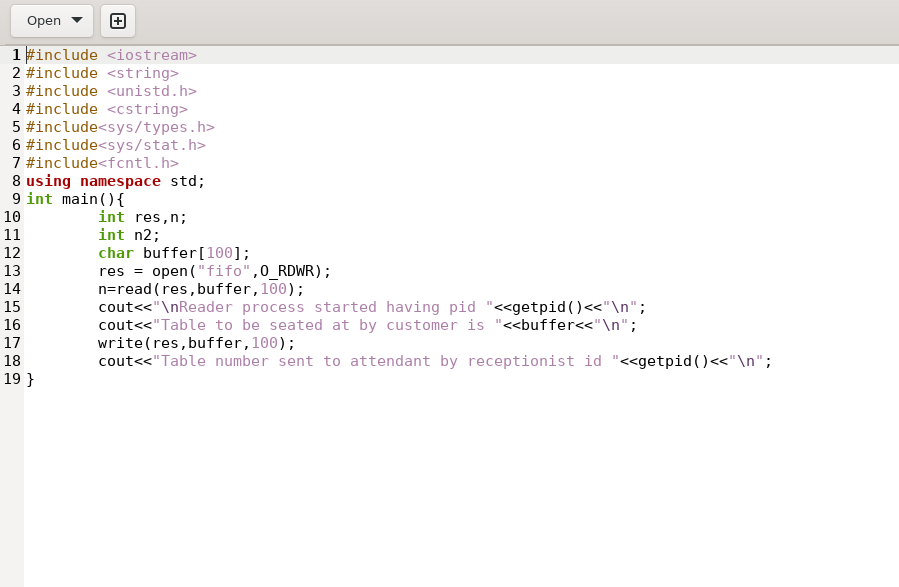 Open
1 #include <iostream>
2 #include <string>
3 #include <unistd.h>
4 #include <cstring>
5 #include<sys/types.h>
6 #include<sys/stat.h>
7 #include<fcntl.h>
8 using namespace std;
9 int main(){
10         int res,n;
11         int n2;
12         char buffer[100];
13         res = open("fifo",O_RDWR);
14         n=read(res,buffer,100);
15         cout<<"\nReader process started having pid "<<getpid()<<"\n";
16         cout<<"Table to be seated at by customer is "<<buffer<<"\n";
17         write(res,buffer,100);
18         cout<<"Table number sent to attendant by receptionist id "<<getpid()<<"\n";
19 }